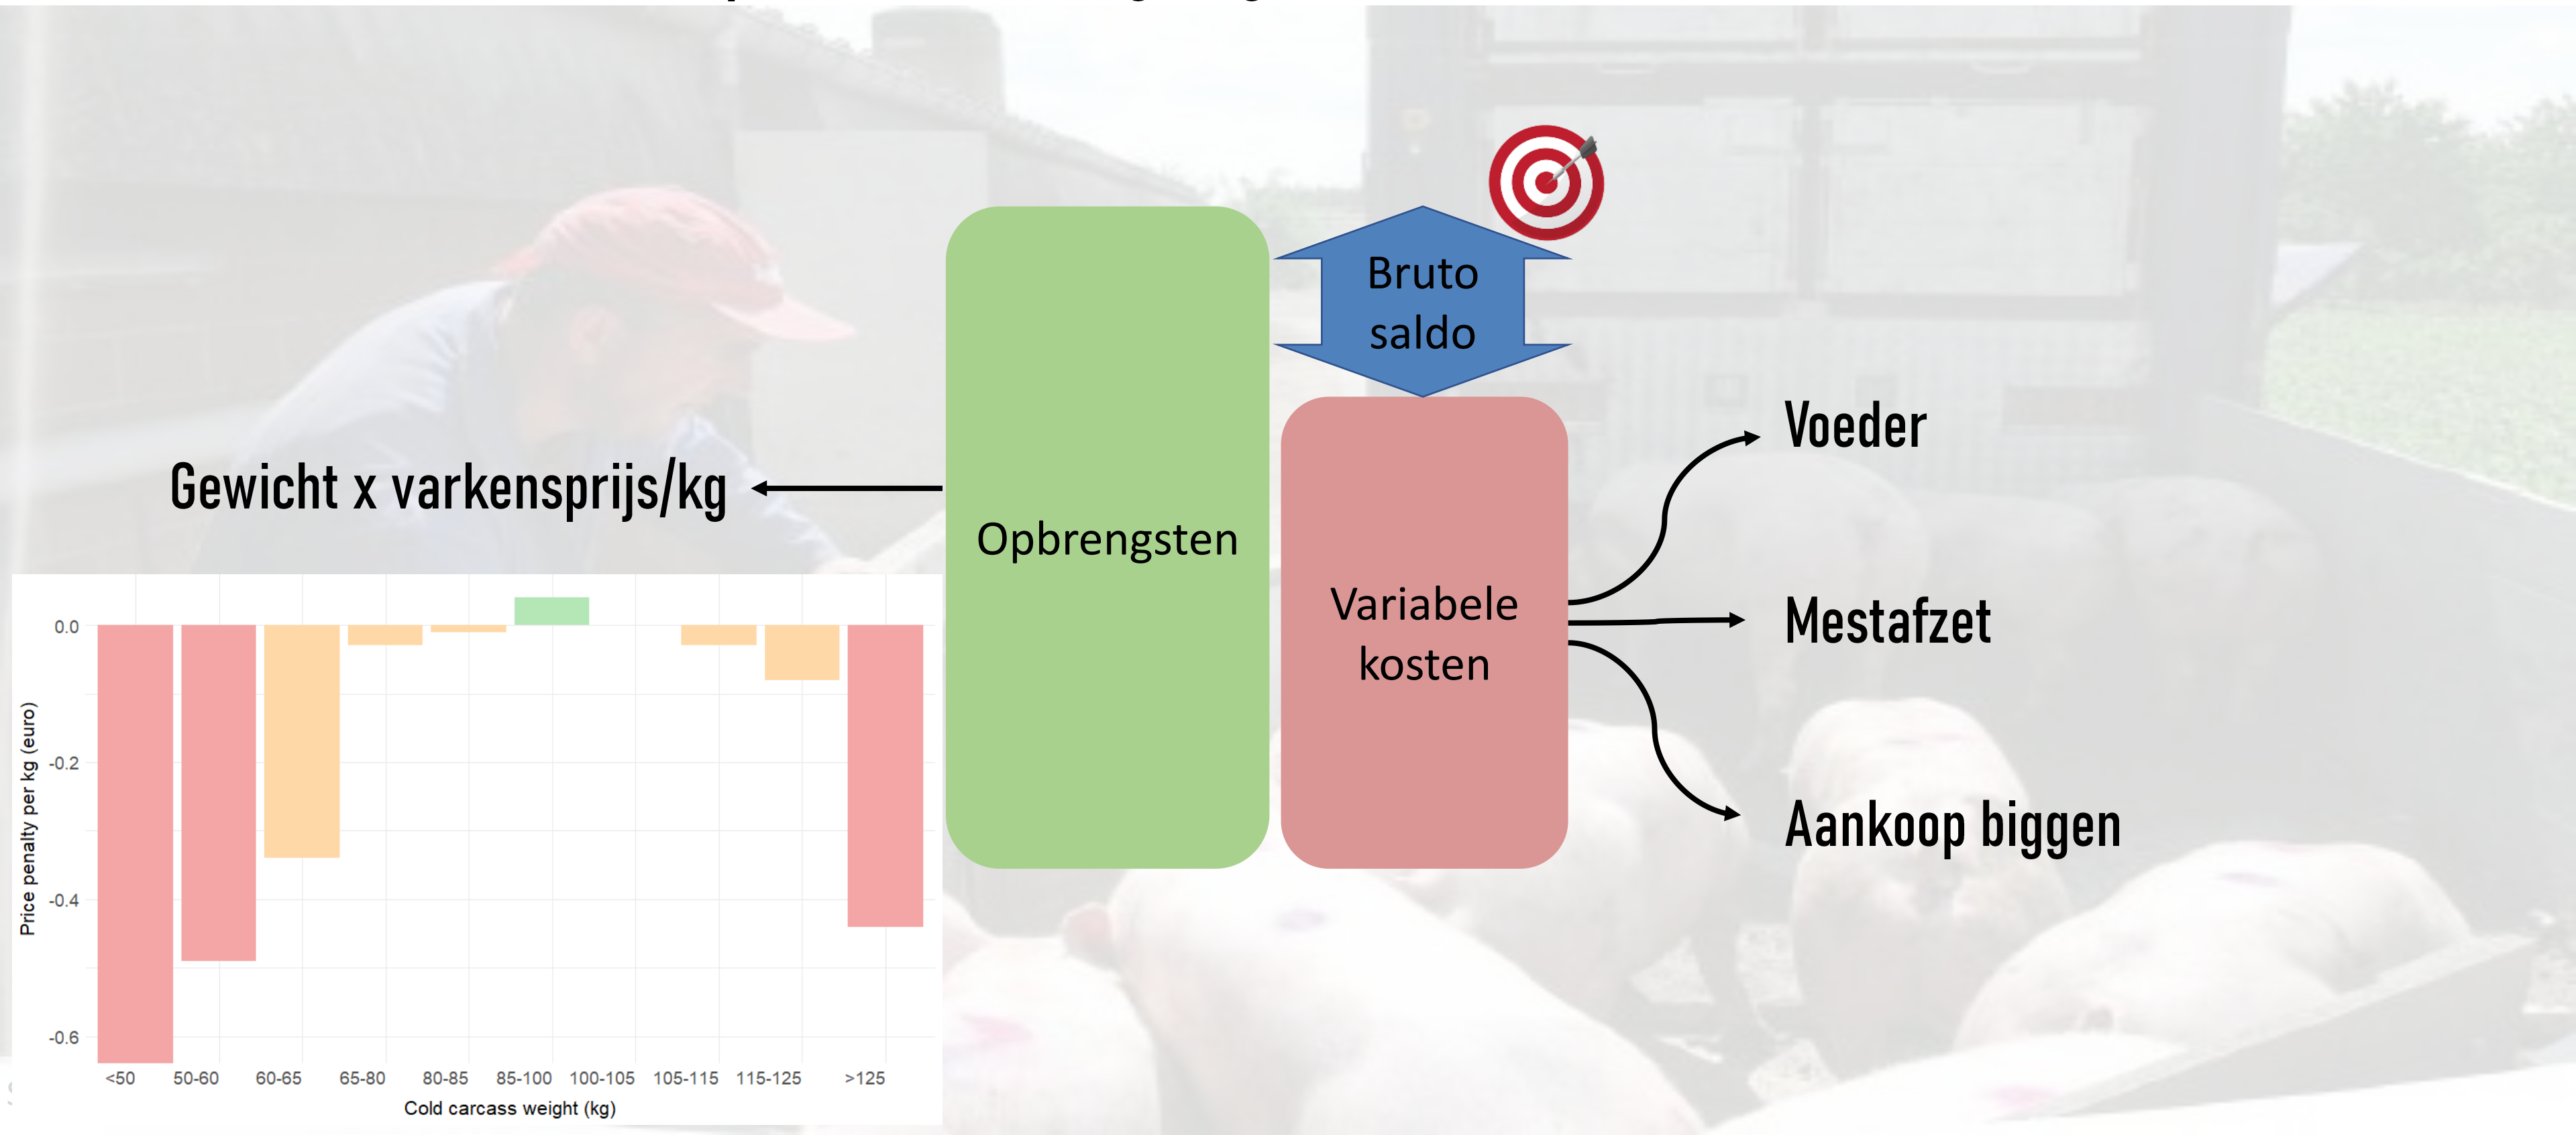 Bruto
saldo
Voeder
Gewicht x varkensprijs/kg
Opbrengsten
Variabele
kosten
Mestafzet
Aankoop biggen
0.0
-0.2
-0.4
-0.6
Price penalty per kg (euro)
<50 50-60 60-65 65-80 80-85 85-100 100-105 105-115 115-125 >125
Cold carcass weight (kg)